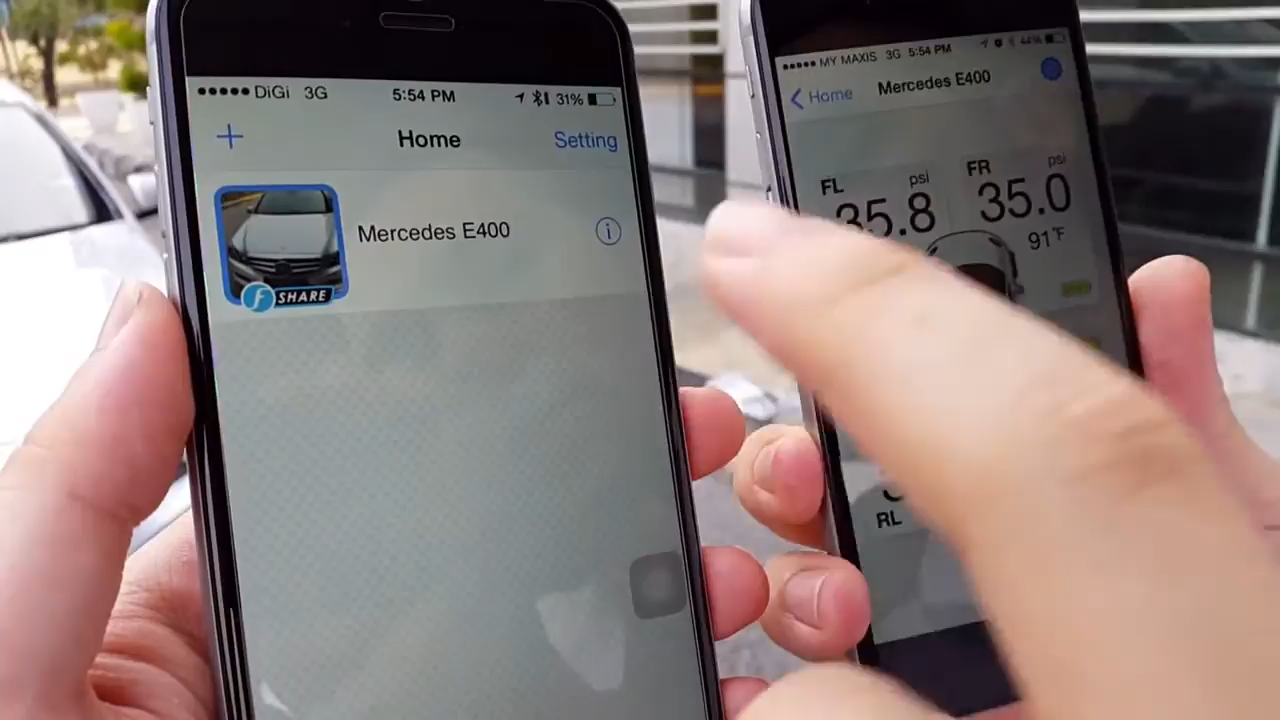 DiGi 3G 5:54 PM 31%
+ Home Setting
Mercedes E400
f SHARE
MY MAXIS 3G 5:54 PM 44%
Home Mercedes E400
FL psi FR psi
35.8 35.0
91°F
RL